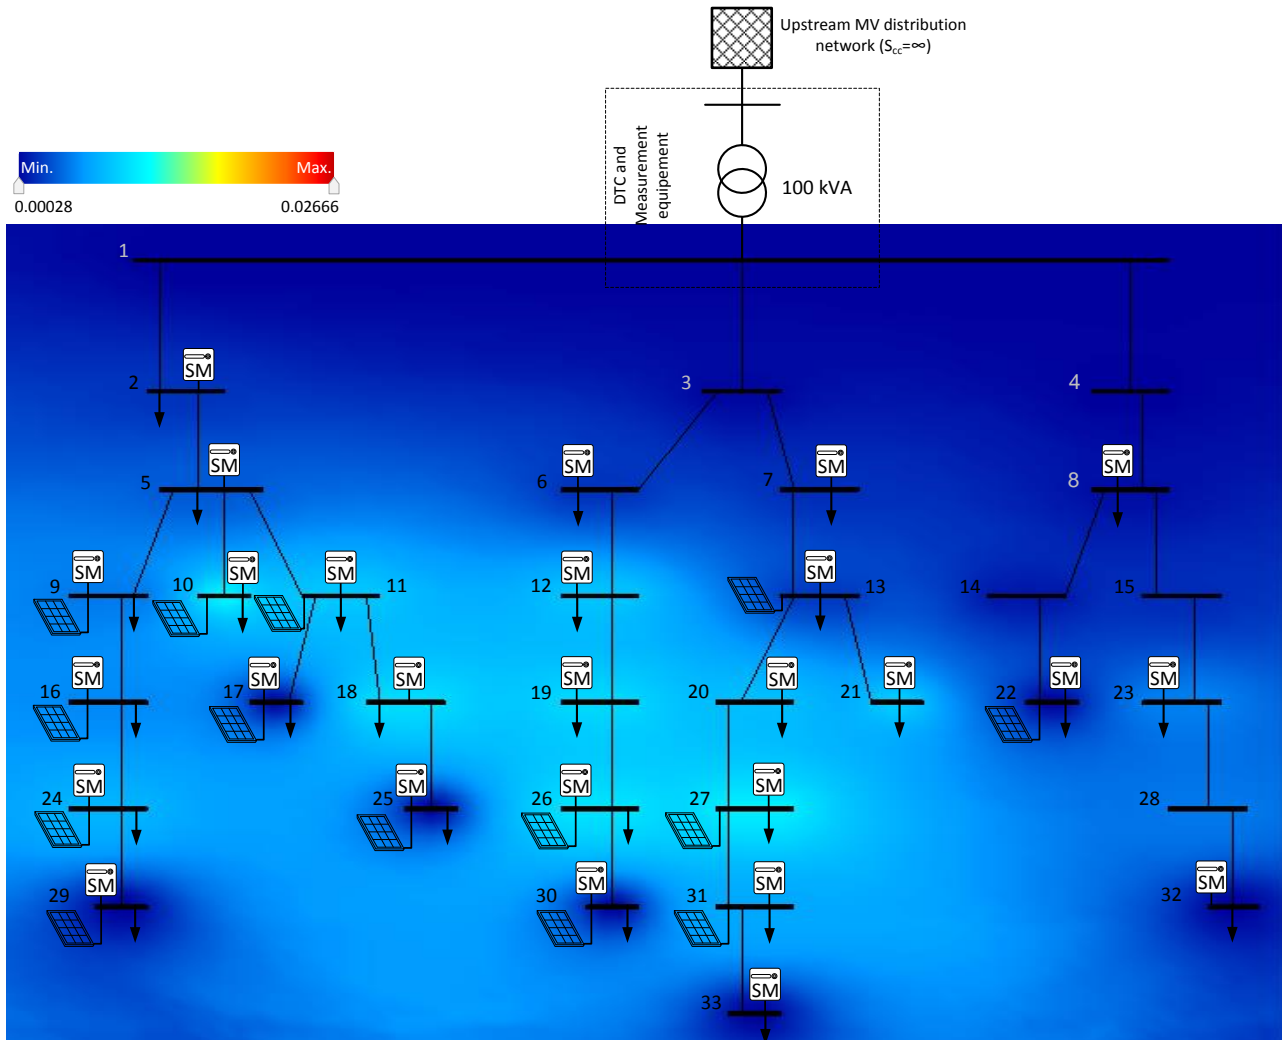 Upstream MV distribution
network (Scc=∞)
DTC and
Measurement
equipement
100 kVA
Min. Max.
0.00028 0.02666
1
SM
2 3 4
SM SM SM SM
5 6 7 8
SM SM SM SM SM
9 10 11 12 13 14 15
SM SM SM SM SM SM SM SM
16 17 18 19 20 21 22 23
SM SM SM SM
24 25 26 27 28
SM SM SM SM
29 30 31 32
SM
33